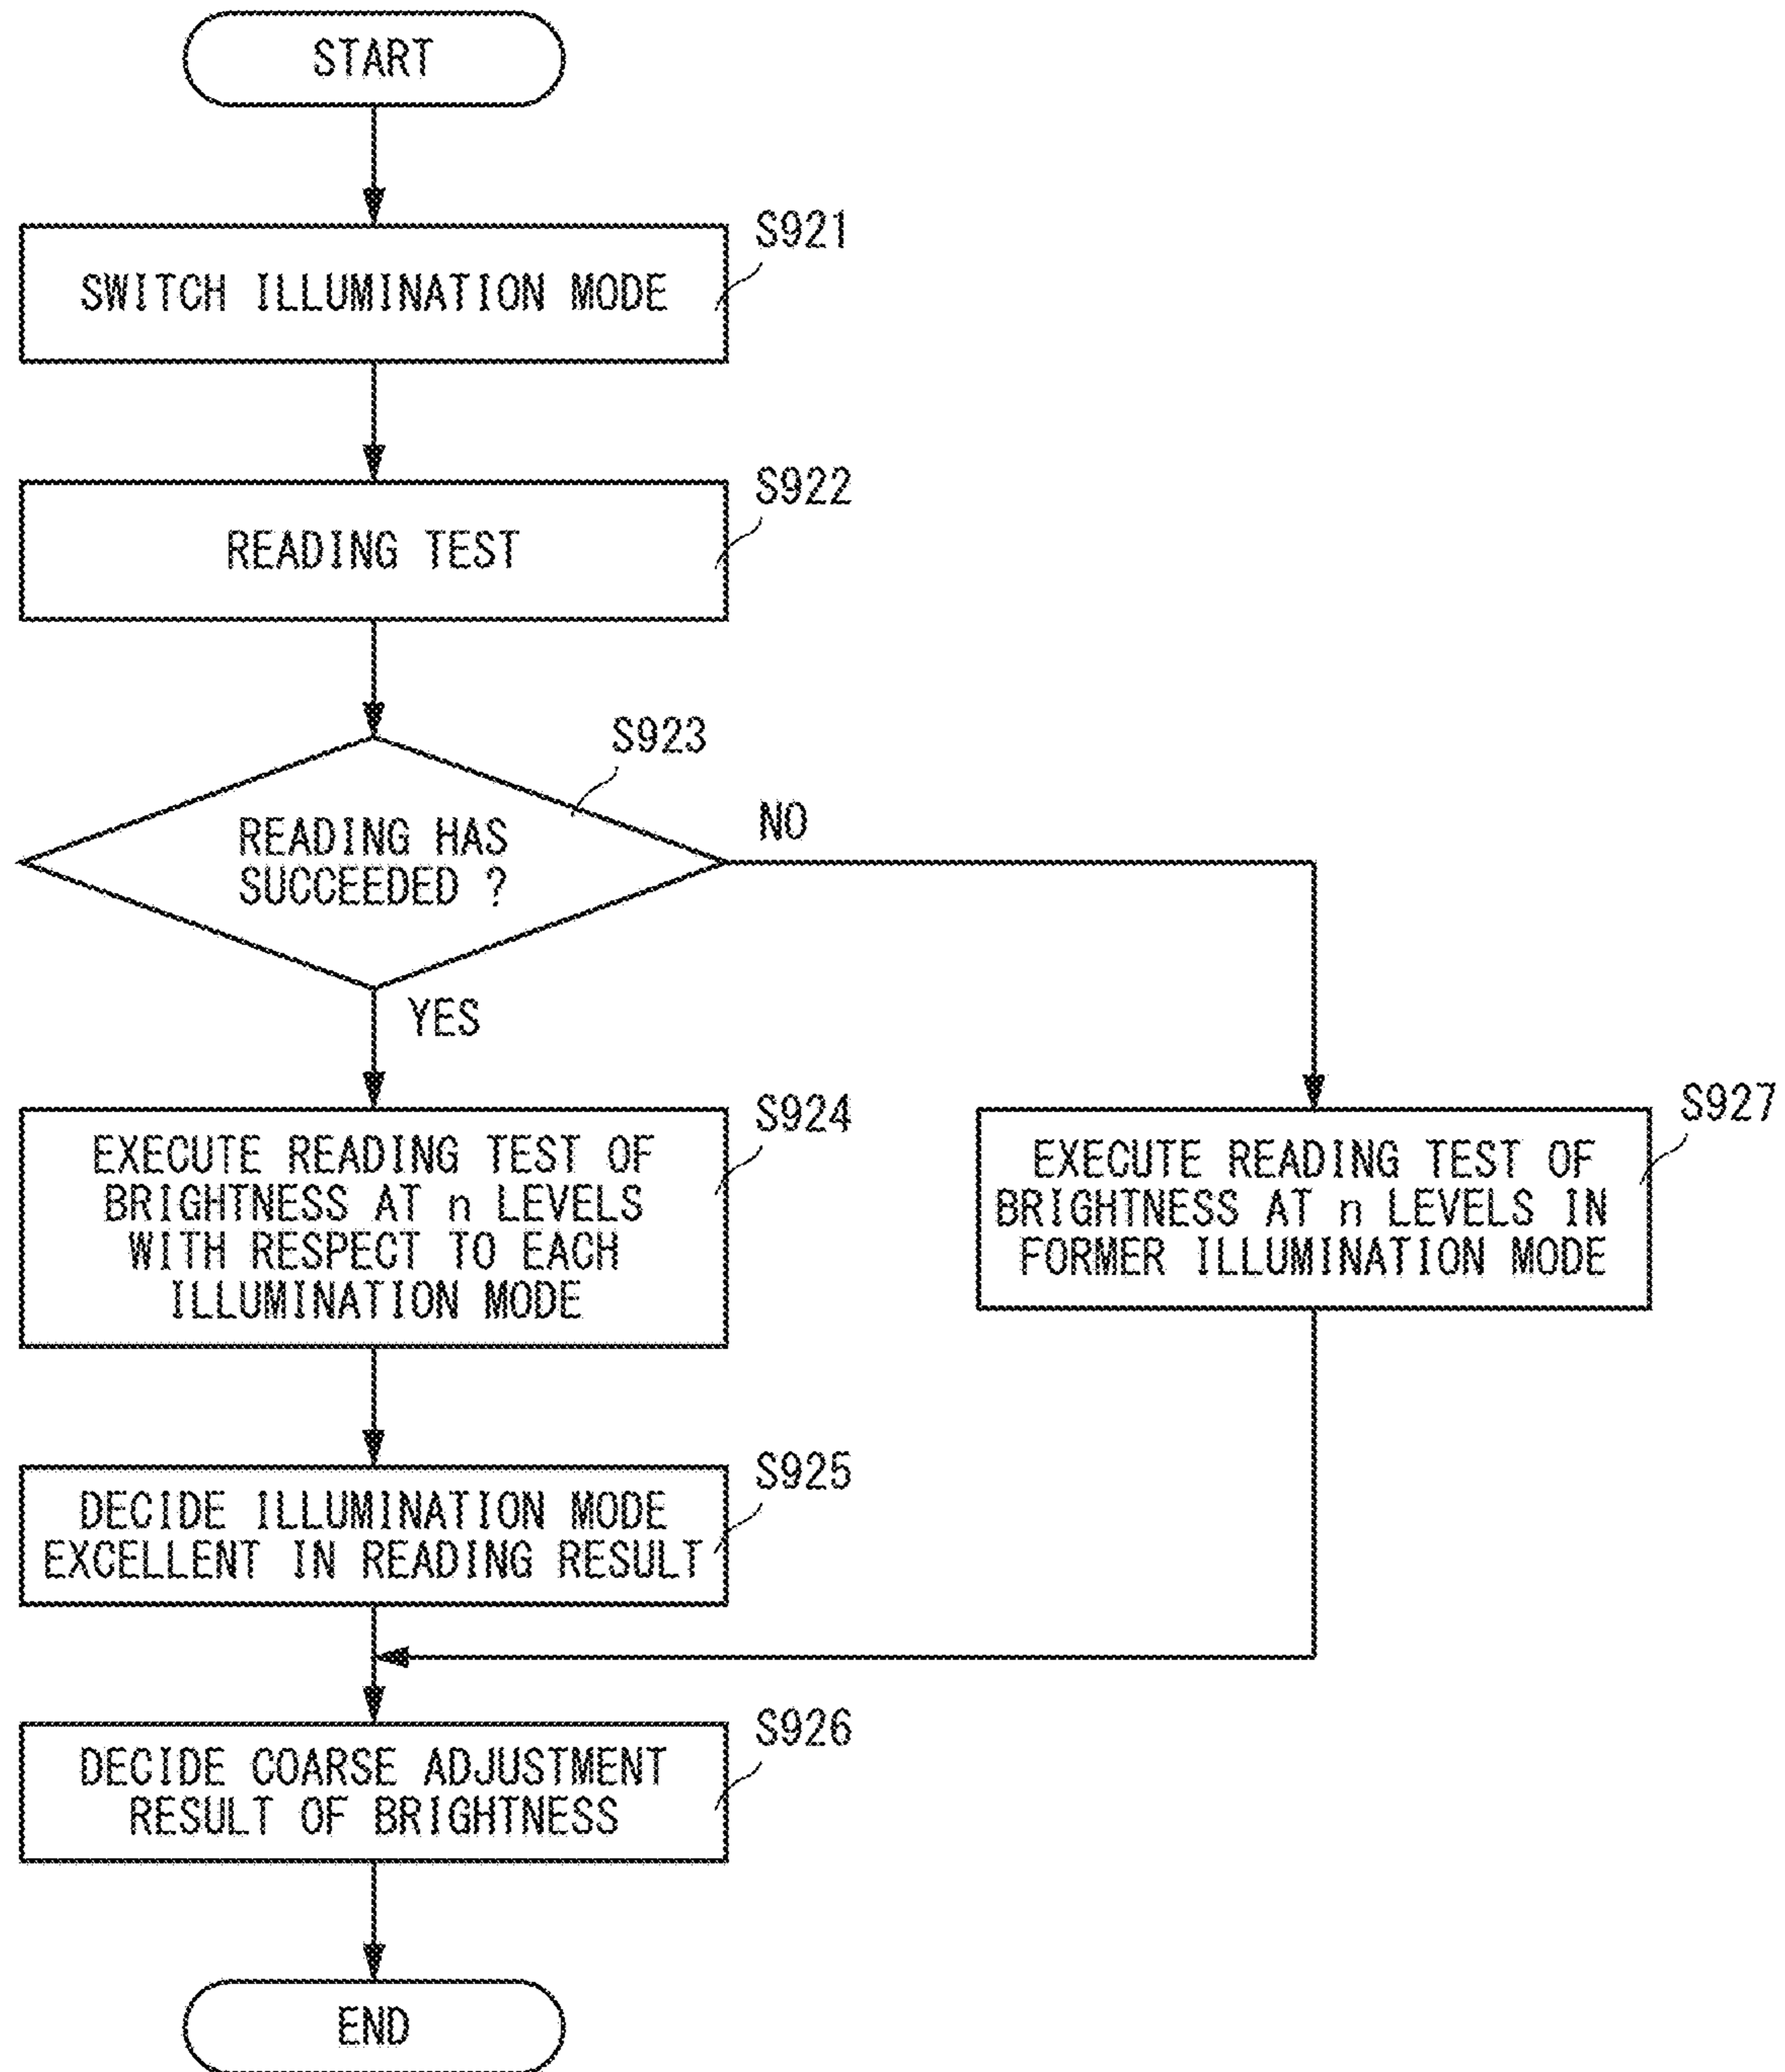 START
S921
SWITCH ILLUMINATION MODE
S922
READING TEST
S923
READING HAS
SUCCEEDED ?
NO
YES
S924
EXECUTE READING TEST OF
BRIGHTNESS AT n LEVELS
WITH RESPECT TO EACH
ILLUMINATION MODE
S927
EXECUTE READING TEST OF
BRIGHTNESS AT n LEVELS IN
FORMER ILLUMINATION MODE
S925
DECIDE ILLUMINATION MODE
EXCELLENT IN READING RESULT
S926
DECIDE COARSE ADJUSTMENT
RESULT OF BRIGHTNESS
END